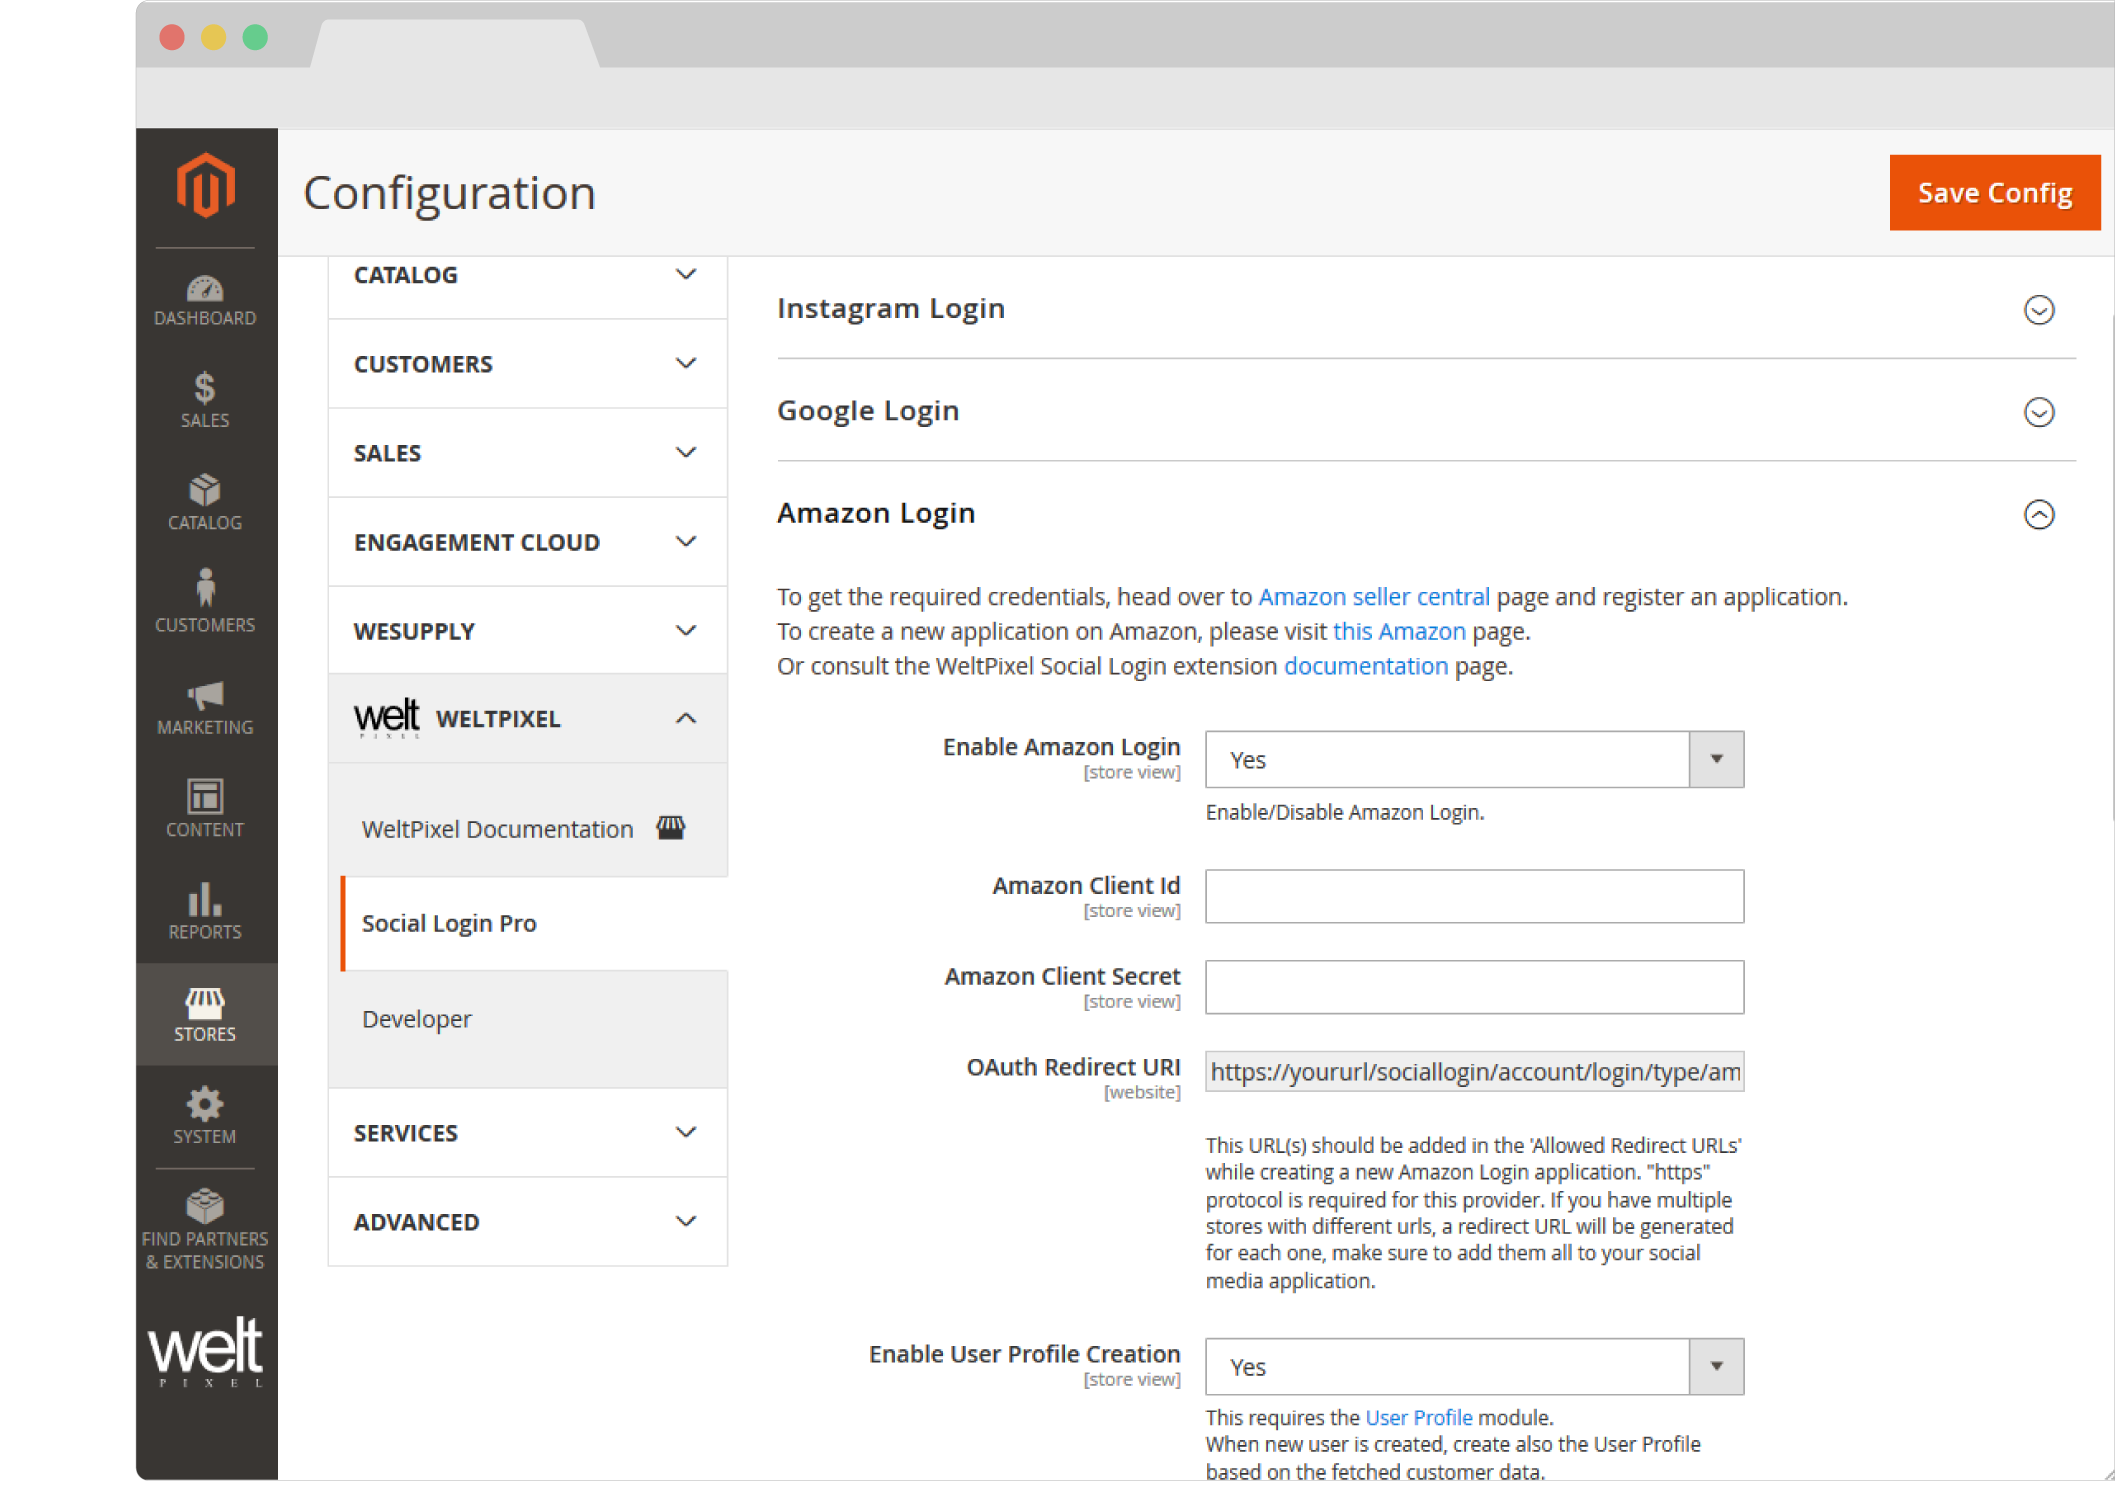 Configuration
Save Config
DASHBOARD
SALES
CATALOG
CUSTOMERS
MARKETING
CONTENT
REPORTS
STORES
SYSTEM
FIND PARTNERS
& EXTENSIONS
welt
PIXEL
CATALOG
CUSTOMERS
SALES
ENGAGEMENT CLOUD
WESUPPLY
welt PIXEL WELTPIXEL
WeltPixel Documentation
Social Login Pro
Developer
SERVICES
ADVANCED
Instagram Login
Google Login
Amazon Login
To get the required credentials, head over to Amazon seller central page and register an application.
To create a new application on Amazon, please visit this Amazon page.
Or consult the WeltPixel Social Login extension documentation page.
Enable Amazon Login
[store view]
Yes
Enable/Disable Amazon Login.
Amazon Client Id
[store view]
Amazon Client Secret
[store view]
OAuth Redirect URI
[website]
https://yoururl/sociallogin/account/login/type/am
This URL(s) should be added in the 'Allowed Redirect URLs'
while creating a new Amazon Login application. "https"
protocol is required for this provider. If you have multiple
stores with different urls, a redirect URL will be generated
for each one, make sure to add them all to your social
media application.
Enable User Profile Creation
[store view]
Yes
This requires the User Profile module.
When new user is created, create also the User Profile
based on the fetched customer data.